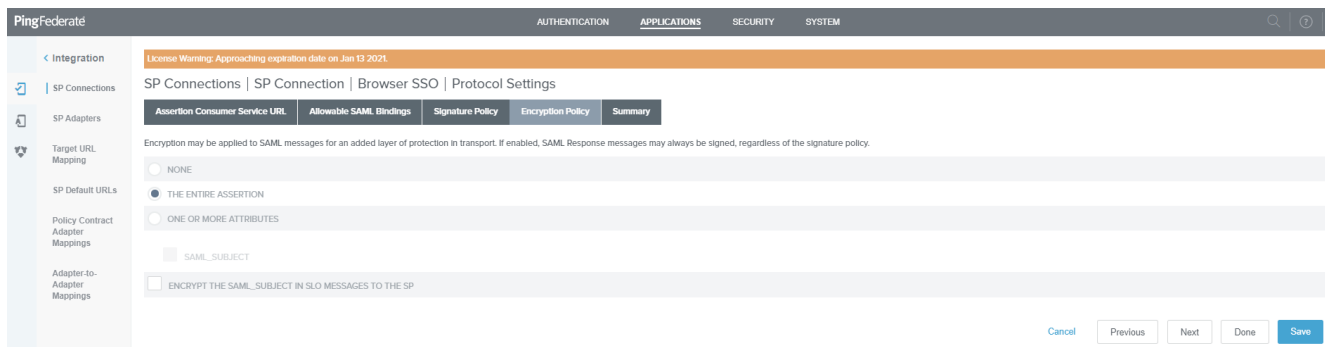 PingFederate
AUTHENTICATION APPLICATIONS SECURITY SYSTEM
Integration
SP Connections
SP Adapters
Target URL
Mapping
SP Default URLs
Policy Contract
Adapter
Mappings
Adapter-to-
Adapter
Mappings
License Warning: Approaching expiration date on Jan 13 2021.
SP Connections | SP Connection | Browser SSO | Protocol Settings
Assertion Consumer Service URL Allowable SAML Bindings Signature Policy Encryption Policy Summary
Encryption may be applied to SAML messages for an added layer of protection in transport. If enabled, SAML Response messages may always be signed, regardless of the signature policy.
NONE
THE ENTIRE ASSERTION
ONE OR MORE ATTRIBUTES
SAML_SUBJECT
ENCRYPT THE SAML_SUBJECT IN SLO MESSAGES TO THE SP
Cancel Previous Next Done Save